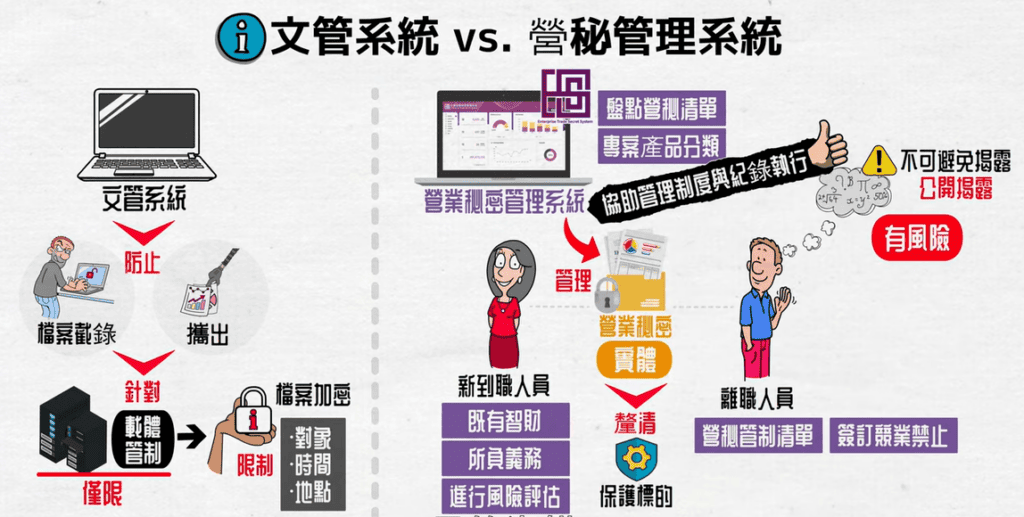 i 文管系統 vs. 營秘管理系統
文管系統
防止
檔案截錄
攜出
針對
載體
管制
僅限
檔案加密
限制
·對象
·時間
·地點
Enterprise Trade Secret System
營業秘密管理系統
盤點營秘清單
專案產品分類
協助管理制度與紀錄執行
不可避免揭露
公開揭露
有風險
管理
營業秘密
實體
釐清
保護標的
新到職人員
既有智財
所負義務
進行風險評估
離職人員
營秘管制清單
簽訂競業禁止